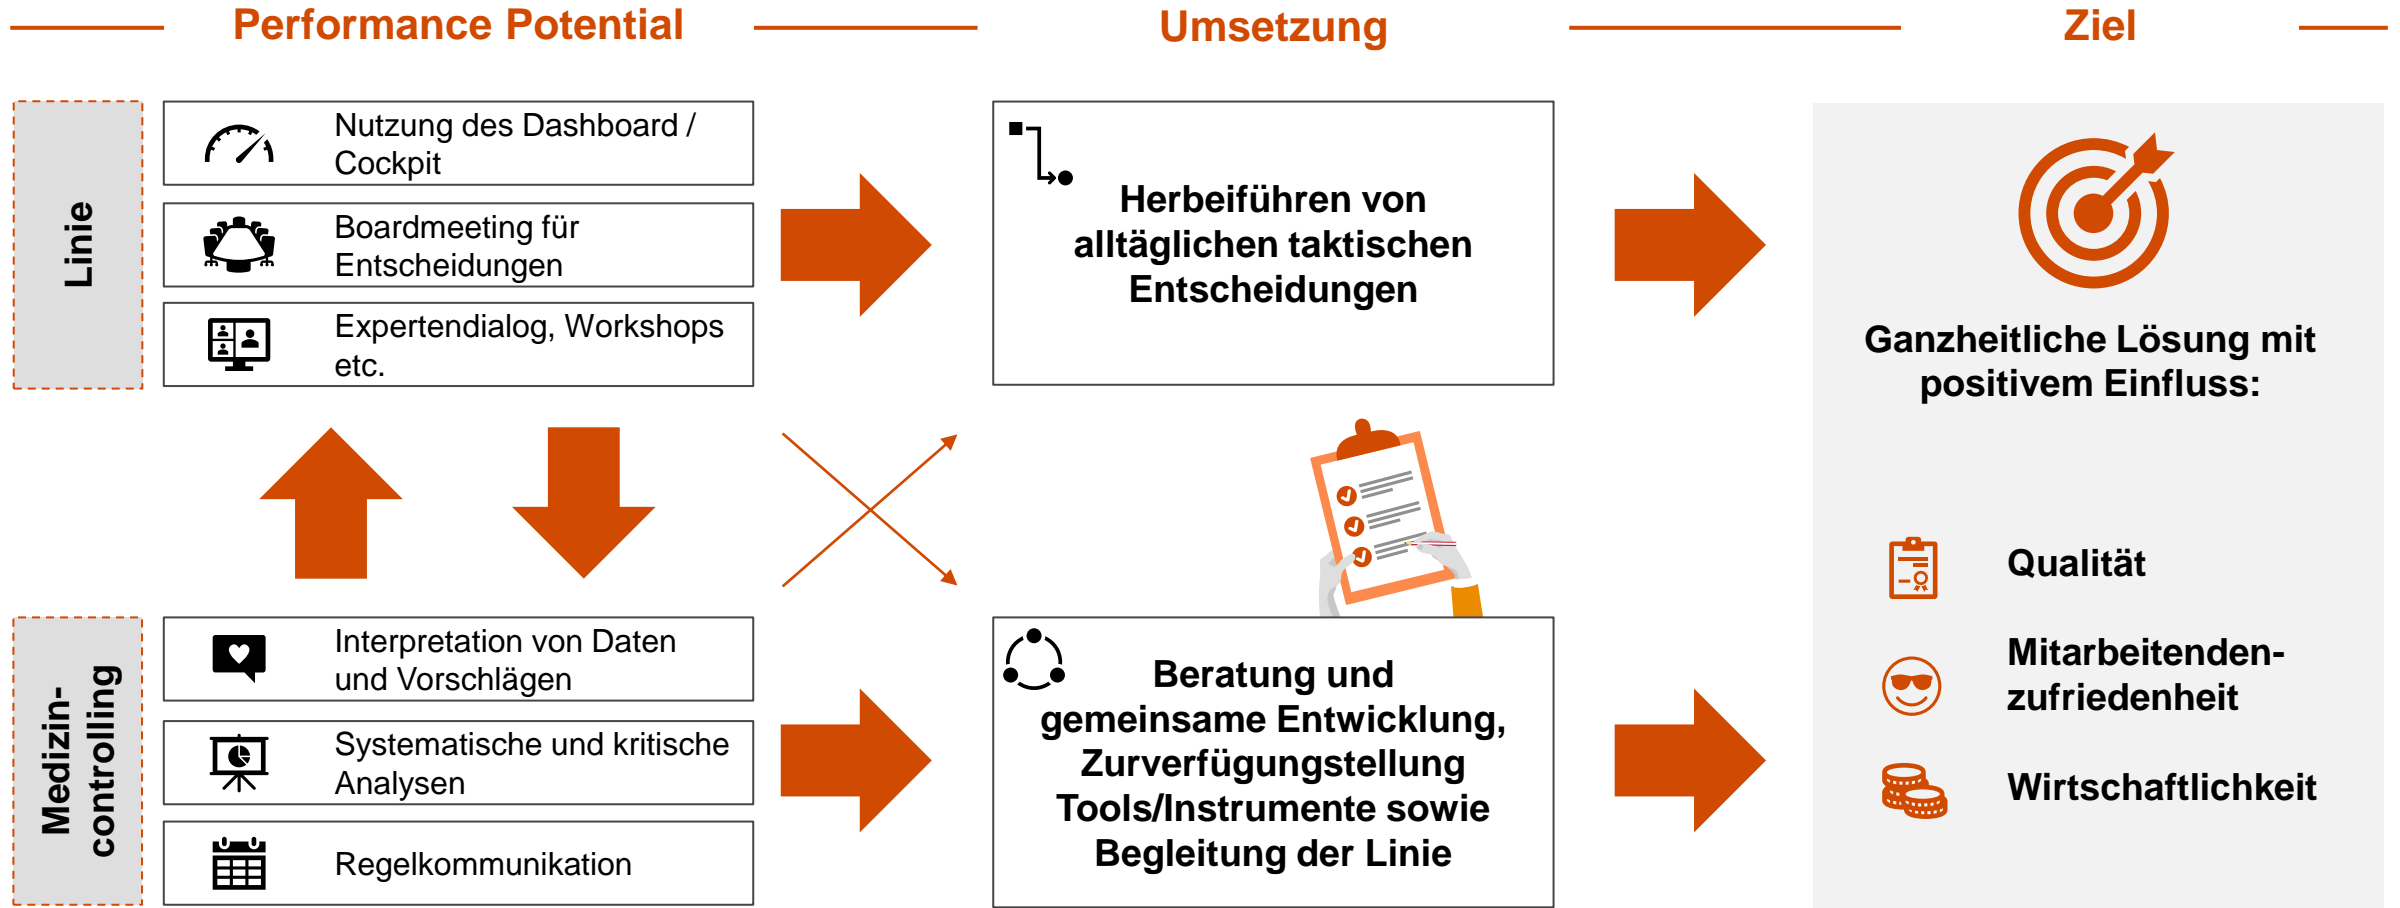 Performance Potential
Umsetzung
Ziel
Linie
Nutzung des Dashboard /
Cockpit
Boardmeeting für
Entscheidungen
Expertendialog, Workshops
etc.
Herbeiführen von
alltäglichen taktischen
Entscheidungen
Ganzheitliche Lösung mit
positivem Einfluss:
Qualität
Mitarbeitenden-
zufriedenheit
Wirtschaftlichkeit
Medizin-
controlling
Interpretation von Daten
und Vorschlägen
Systematische und kritische
Analysen
Regelkommunikation
Beratung und
gemeinsame Entwicklung,
Zurverfügungstellung
Tools/Instrumente sowie
Begleitung der Linie